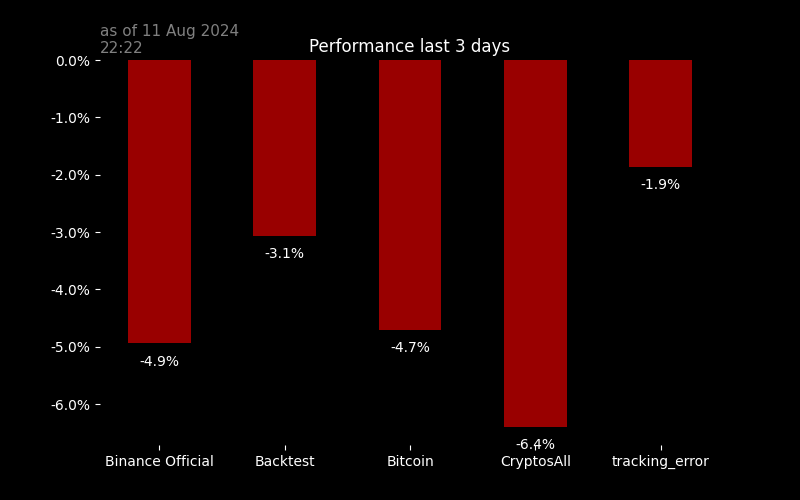 as of 11 Aug 2024
22:22
Performance last 3 days
0.0%
-1.0%
-2.0%
-3.0%
-4.0%
-5.0%
-6.0%
-4.9%
-3.1%
-4.7%
-6.4%
-1.9%
Binance Official
Backtest
Bitcoin
CryptosAll
tracking_error